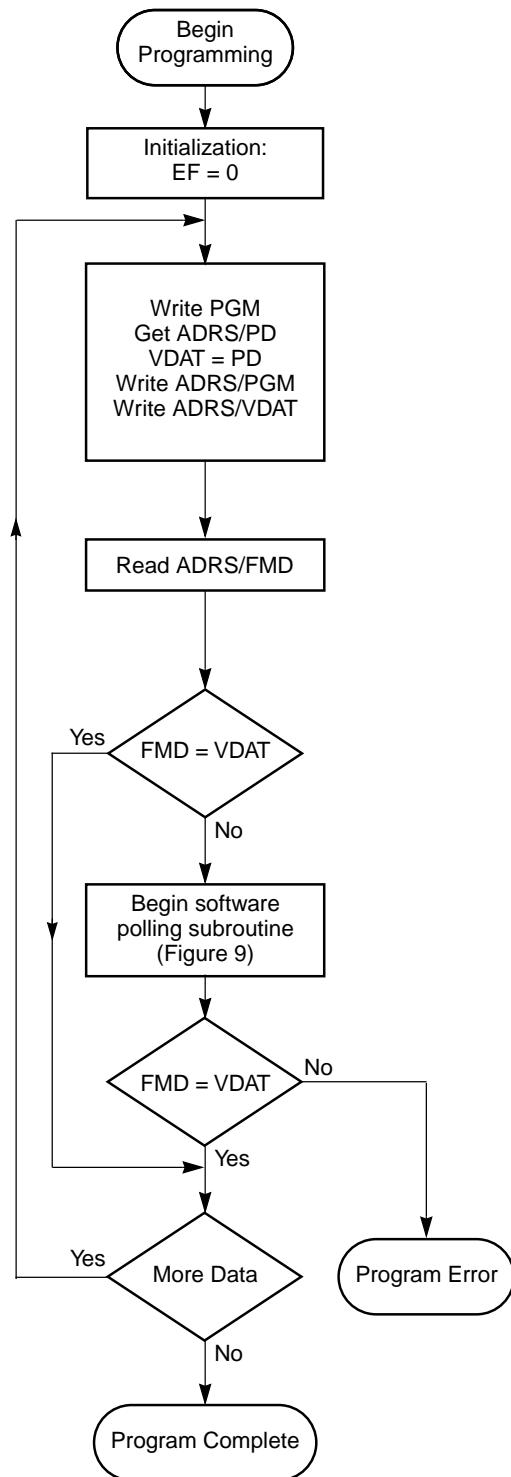 Begin
Programming
Initialization:
EF = 0
Write PGM
Get ADRS/PD
VDAT = PD
Write ADRS/PGM
Write ADRS/VDAT
Read ADRS/FMD
Yes
FMD = VDAT
No
Begin software
polling subroutine
(Figure 9)
No
FMD = VDAT
Yes
Yes
More Data
Program Error
No
Program Complete